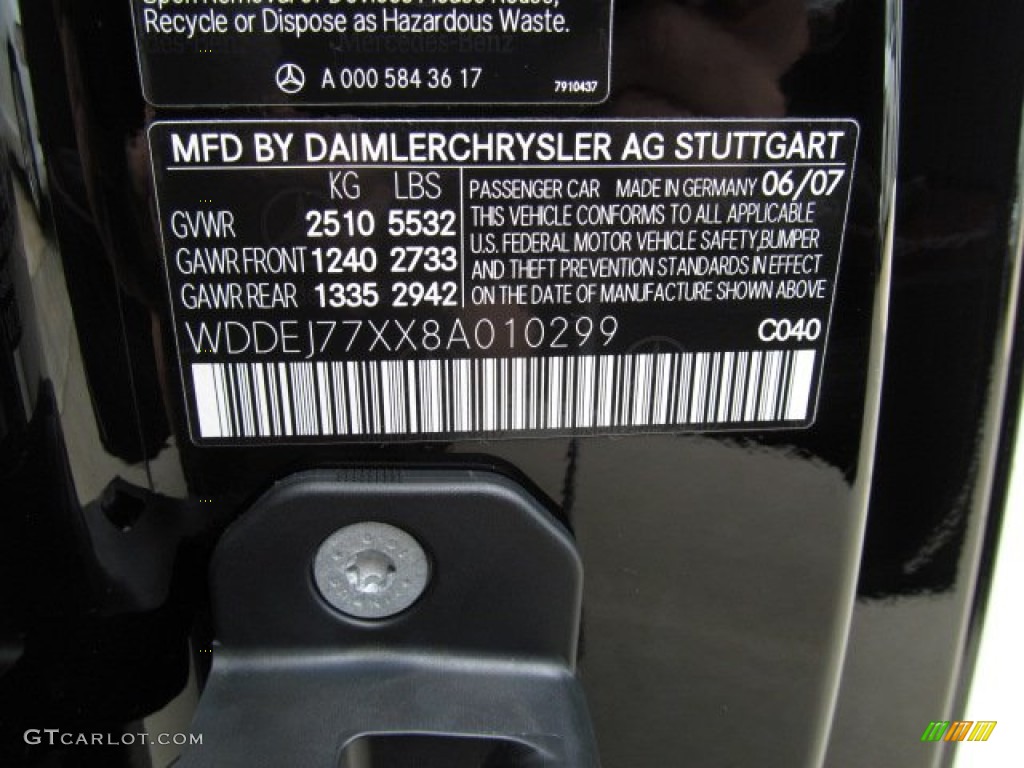 Recycle or Dispose as Hazardous Waste.
A 000 584 36 17
7910437
MFD BY DAIMLERCHRYSLER AG STUTTGART
KG LBS
GVWR 2510 5532
GAWR FRONT 1240 2733
GAWR REAR 1335 2942
PASSENGER CAR MADE IN GERMANY 06/07
THIS VEHICLE CONFORMS TO ALL APPLICABLE
U.S. FEDERAL MOTOR VEHICLE SAFETY,BUMPER
AND THEFT PREVENTION STANDARDS IN EFFECT
ON THE DATE OF MANUFACTURE SHOWN ABOVE
WDDEJ77XX8A010299 C040
GTCARLOT.COM